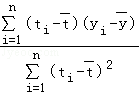 n
∑ (tᵢ-t̅)(yᵢ-y̅)
i=1
n
∑ (tᵢ-t̅)²
i=1